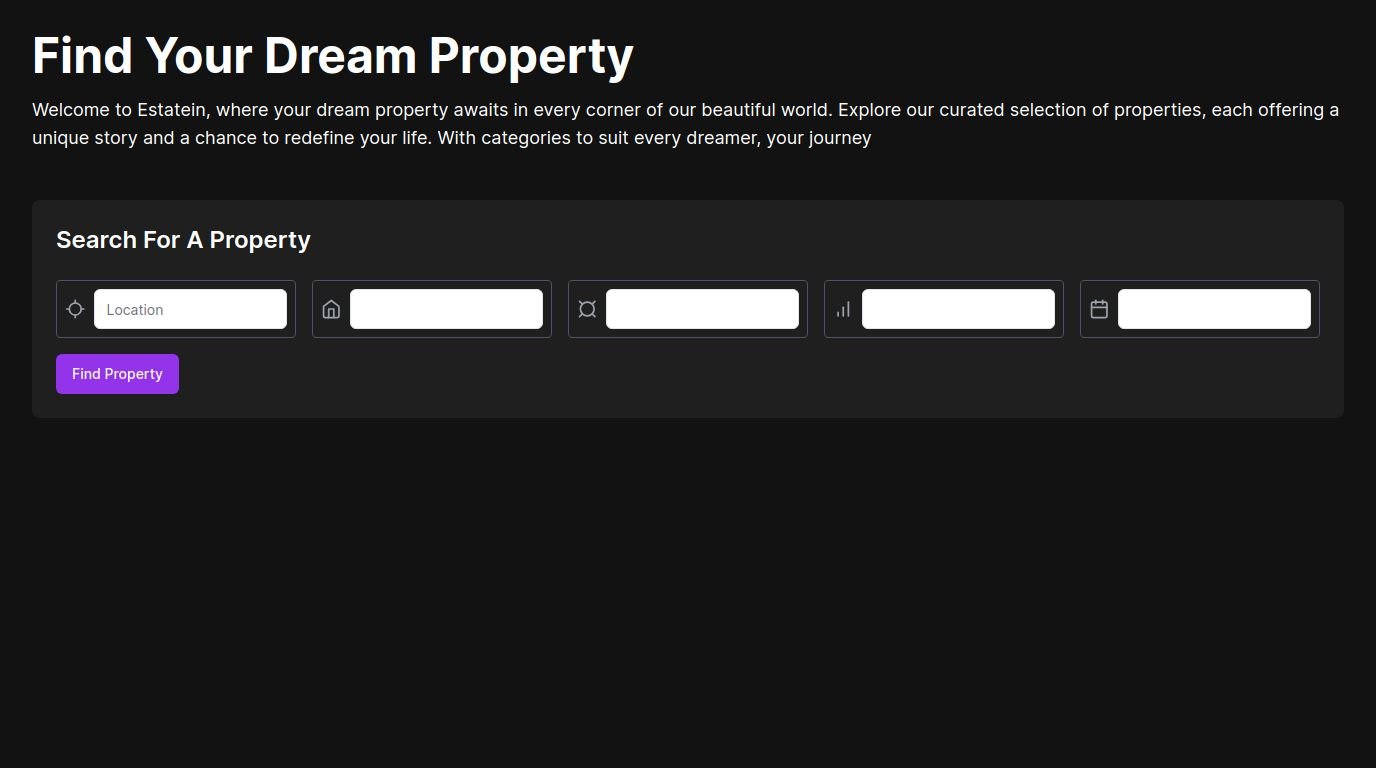 Find Your Dream Property
Welcome to Estatein, where your dream property awaits in every corner of our beautiful world. Explore our curated selection of properties, each offering a
unique story and a chance to redefine your life. With categories to suit every dreamer, your journey
Search For A Property
Location
Find Property